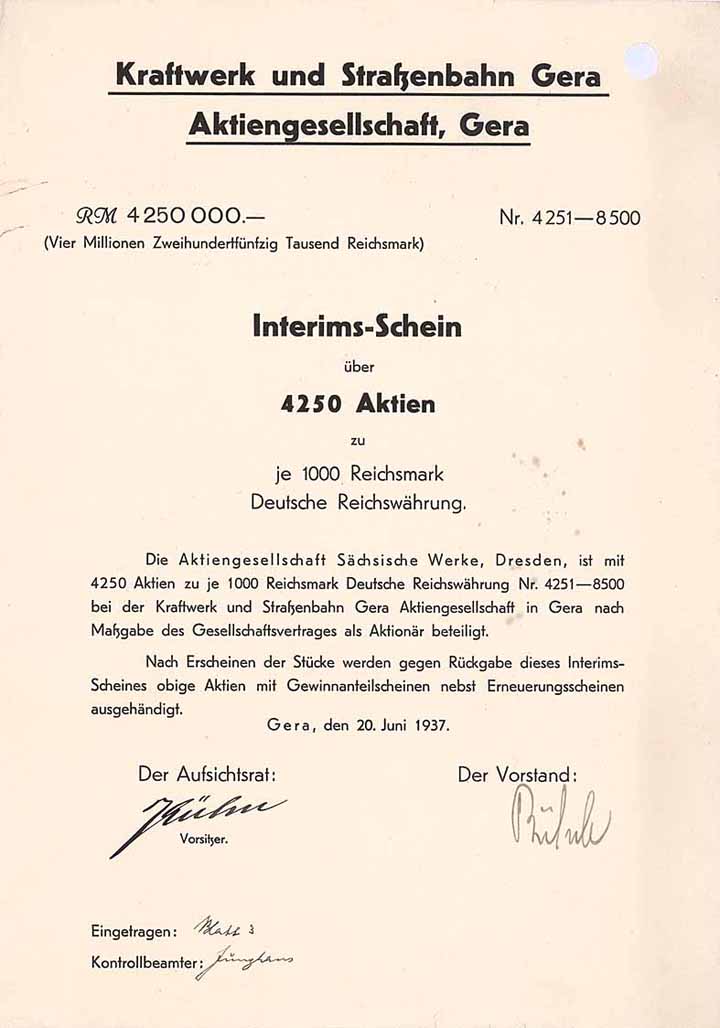 Kraftwerk und Straßenbahn Gera
Aktiengesellschaft, Gera
RM 4250000.—
Nr. 4251—8500
(Vier Millionen Zweihundertfünfzig Tausend Reichsmark)
Interims-Schein
über
4250 Aktien
zu
je 1000 Reichsmark
Deutsche Reichswährung.
Die Aktiengesellschaft Sächsische Werke, Dresden, ist mit
4250 Aktien zu je 1000 Reichsmark Deutsche Reichswährung Nr. 4251—8500
bei der Kraftwerk und Straßenbahn Gera Aktiengesellschaft in Gera nach
Maßgabe des Gesellschaftsvertrages als Aktionär beteiligt.
Nach Erscheinen der Stücke werden gegen Rückgabe dieses Interims-
Scheines obige Aktien mit Gewinnanteilscheinen nebst Erneuerungsscheinen
ausgehändigt.
Gera, den 20. Juni 1937.
Der Aufsichtsrat:
Der Vorstand:
Vorsitzer.
Eingetragen: Blatt 3
Kontrollbeamter: Junghans